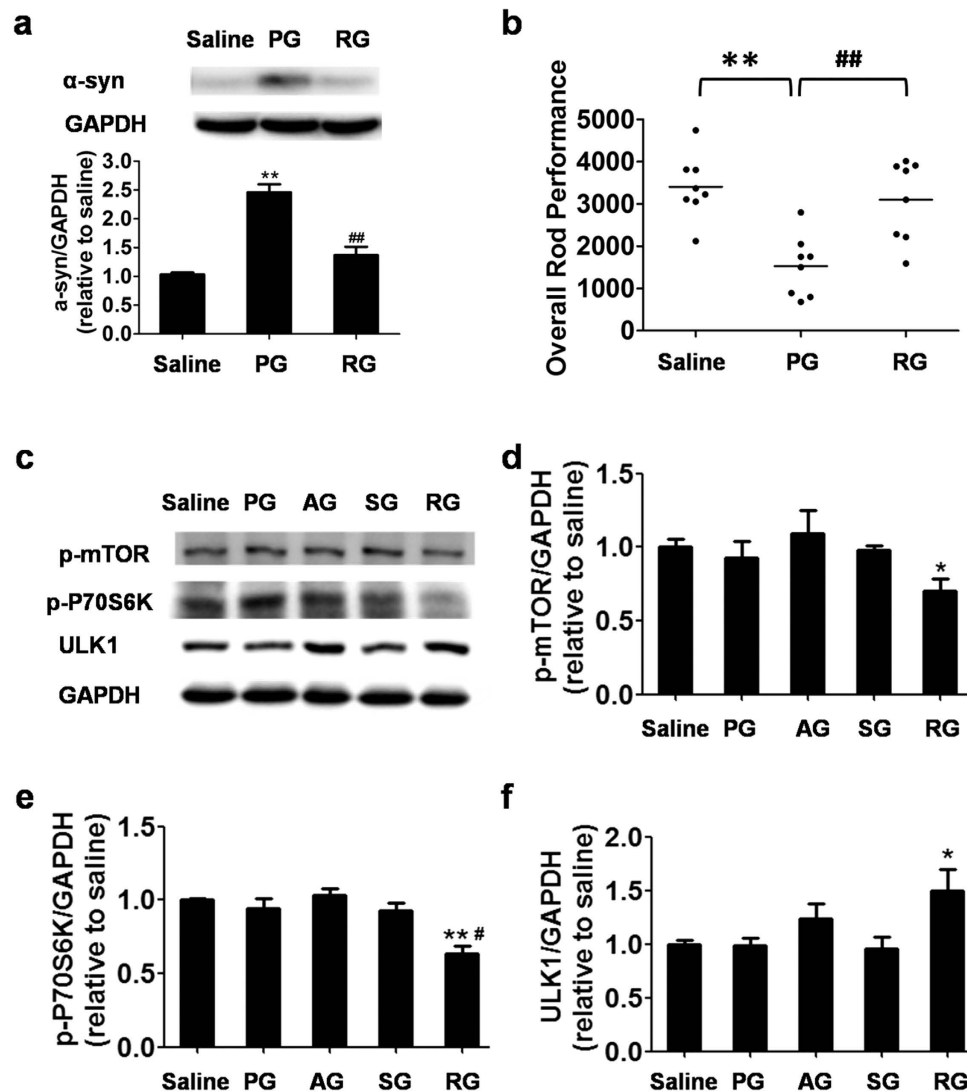 a
Saline PG RG
α-syn
GAPDH
a-syn/GAPDH
(relative to saline)
3.0
2.5
2.0
1.5
1.0
0.5
0.0
**
##
Saline PG RG
b
** ##
Overall Rod Performance
5000
4000
3000
2000
1000
0
Saline PG RG
c
Saline PG AG SG RG
p-mTOR
p-P70S6K
ULK1
GAPDH
d
p-mTOR/GAPDH
(relative to saline)
1.5
1.0
0.5
0.0
*
Saline PG AG SG RG
e
p-P70S6K/GAPDH
(relative to saline)
1.5
1.0
0.5
0.0
** #
Saline PG AG SG RG
f
ULK1/GAPDH
(relative to saline)
2.0
1.5
1.0
0.5
0.0
*
Saline PG AG SG RG